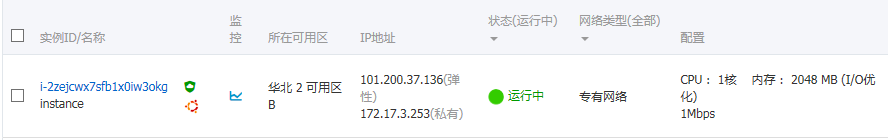 实例ID/名称 监控 所在可用区 IP地址 状态(运行中) 网络类型(全部) 配置
i-2zejcwx7sfb1x0iw3okg
instance
华北 2 可用区
B
101.200.37.136(弹
性)
172.17.3.253(私有)
运行中
专有网络
CPU： 1核 内存： 2048 MB (I/O优
化)
1Mbps